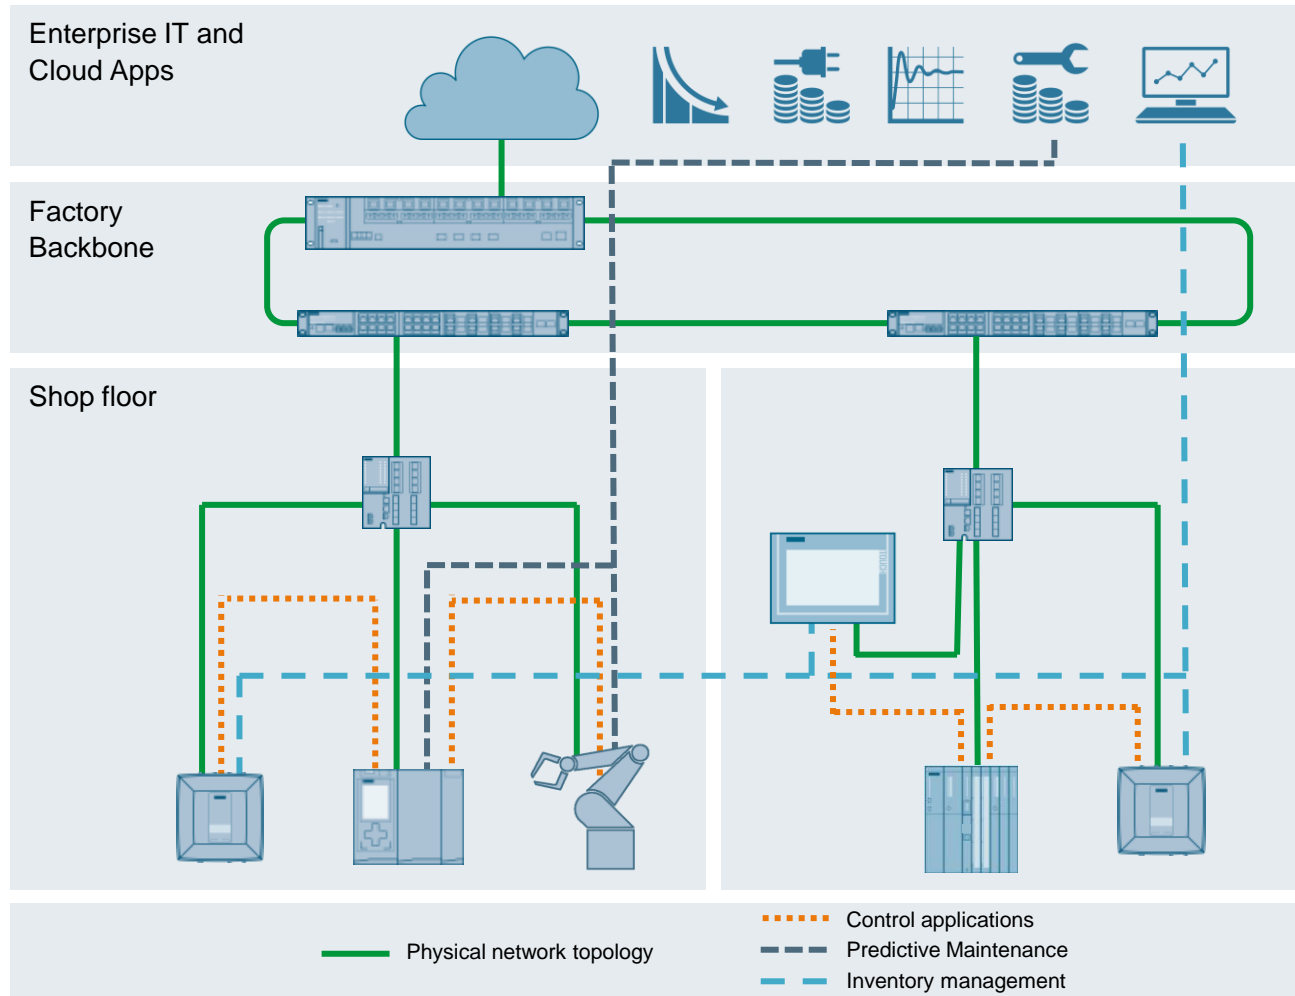 Enterprise IT and
Cloud Apps
Factory
Backbone
Shop floor
Physical network topology
Control applications
Predictive Maintenance
Inventory management